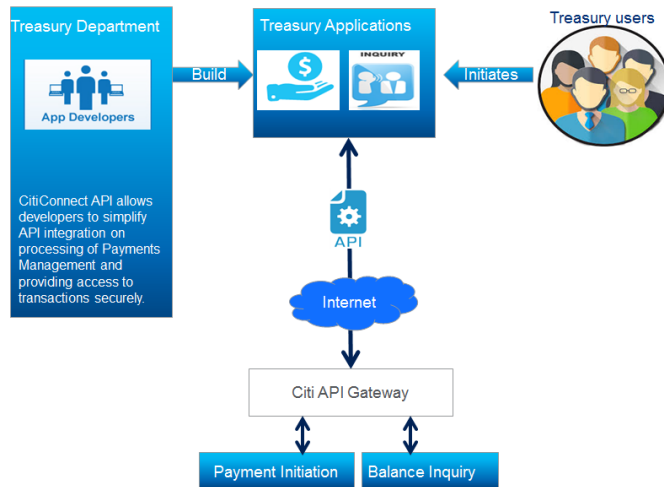 Treasury Department
App Developers
CitiConnect API allows
developers to simplify
API integration on
processing of Payments
Management and
providing access to
transactions securely.
Build
Treasury Applications
$
INQUIRY
Initiates
Treasury users
API
Internet
Citi API Gateway
Payment Initiation
Balance Inquiry